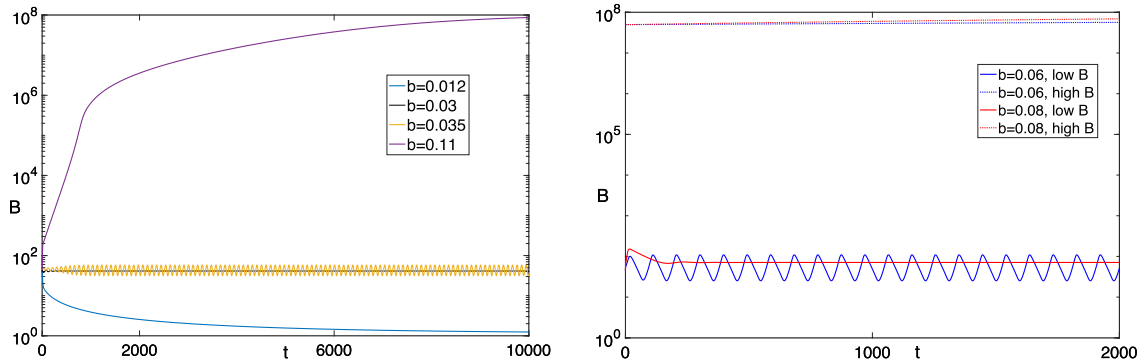 10^8
10^6
10^4
B
10^2
10^0
0
2000
t
6000
10000
b=0.012
b=0.03
b=0.035
b=0.11
10^8
10^5
B
10^0
0
1000
t
2000
b=0.06, low B
b=0.06, high B
b=0.08, low B
b=0.08, high B